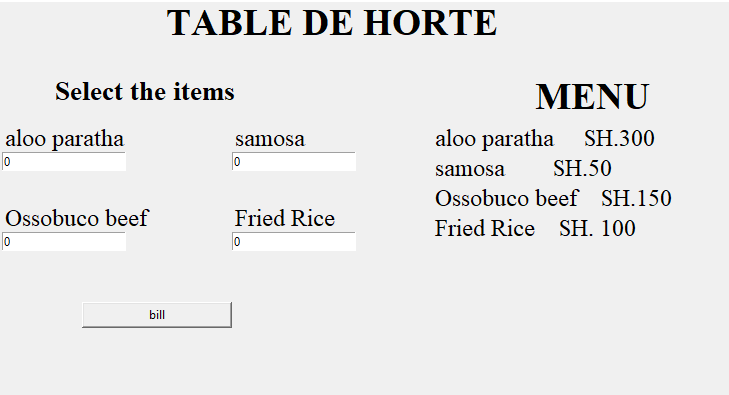 TABLE DE HORTE
Select the items
aloo paratha samosa
0 0
Ossobuco beef Fried Rice
0 0
bill
MENU
aloo paratha SH.300
samosa SH.50
Ossobuco beef SH.150
Fried Rice SH. 100